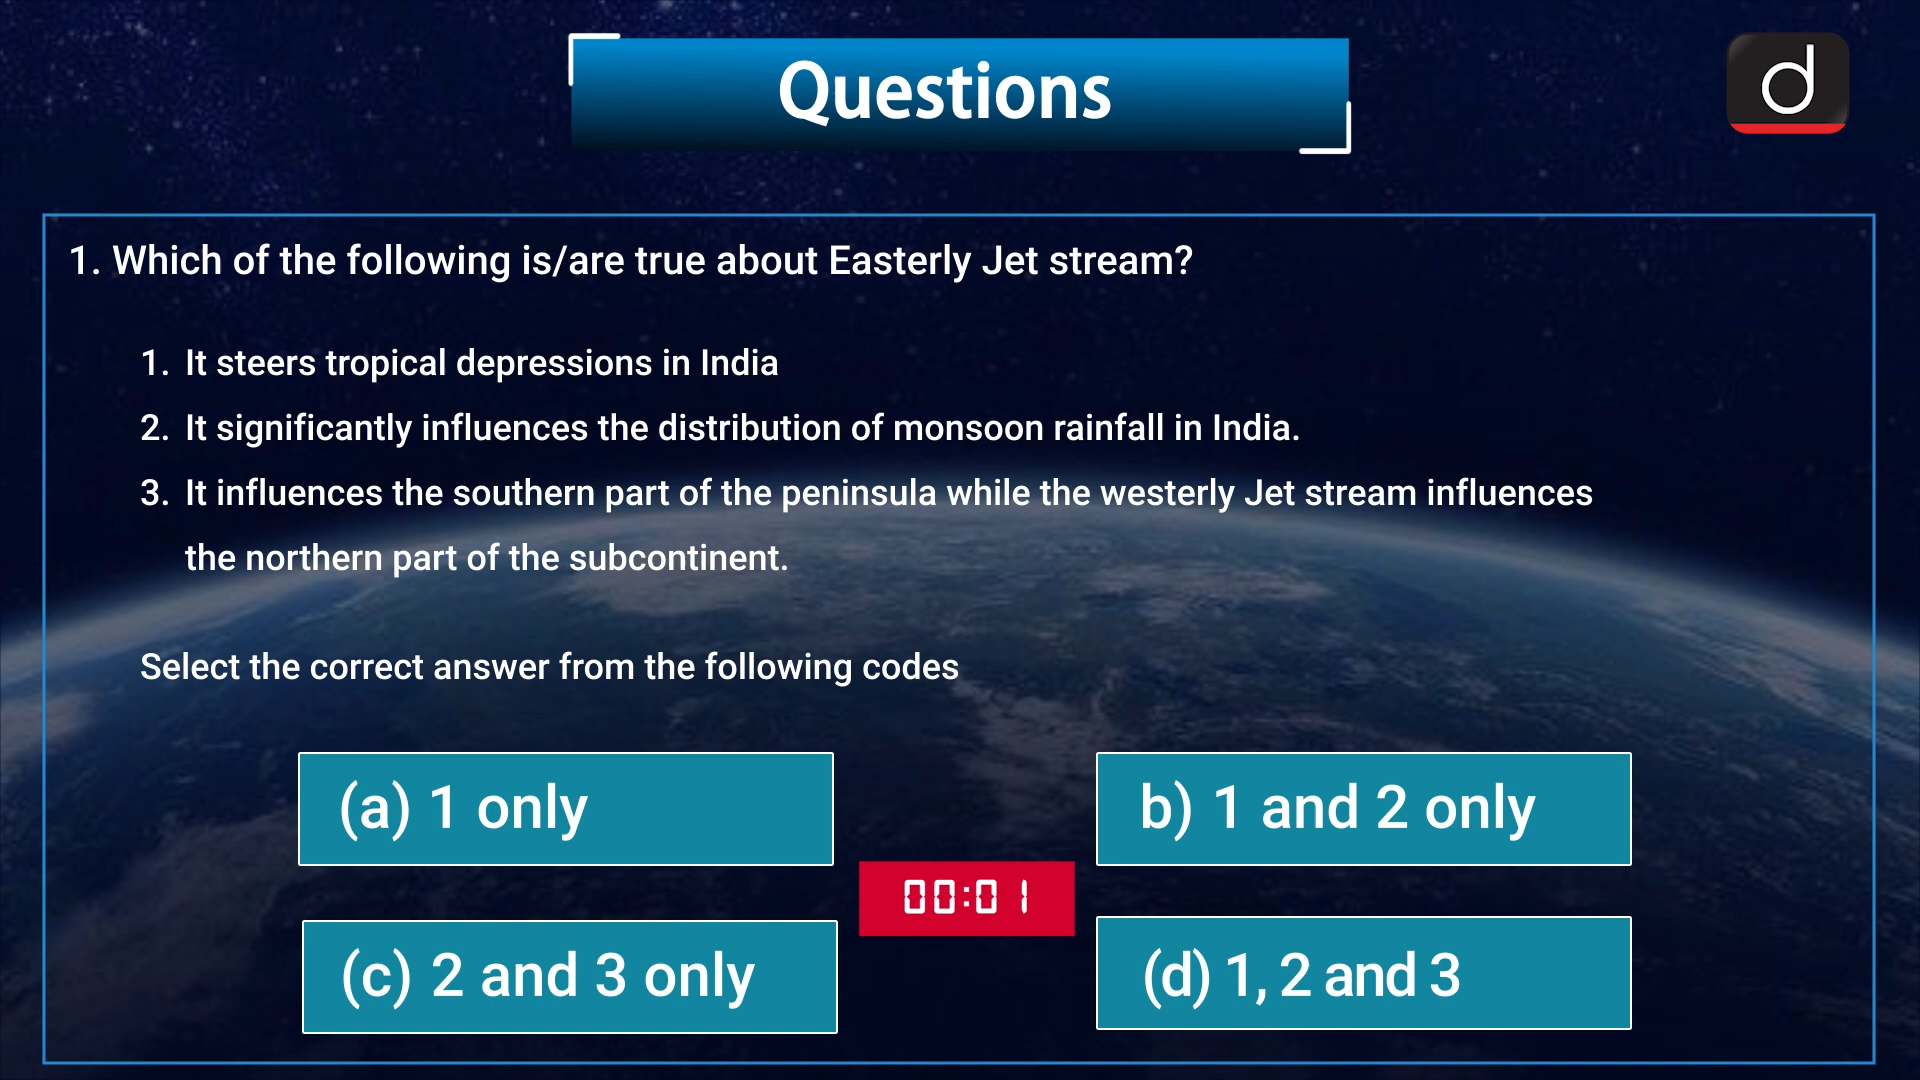 Questions
d
1. Which of the following is/are true about Easterly Jet stream?
1. It steers tropical depressions in India
2. It significantly influences the distribution of monsoon rainfall in India.
3. It influences the southern part of the peninsula while the westerly Jet stream influences
the northern part of the subcontinent.
Select the correct answer from the following codes
(a) 1 only
b) 1 and 2 only
00:01
(c) 2 and 3 only
(d) 1, 2 and 3